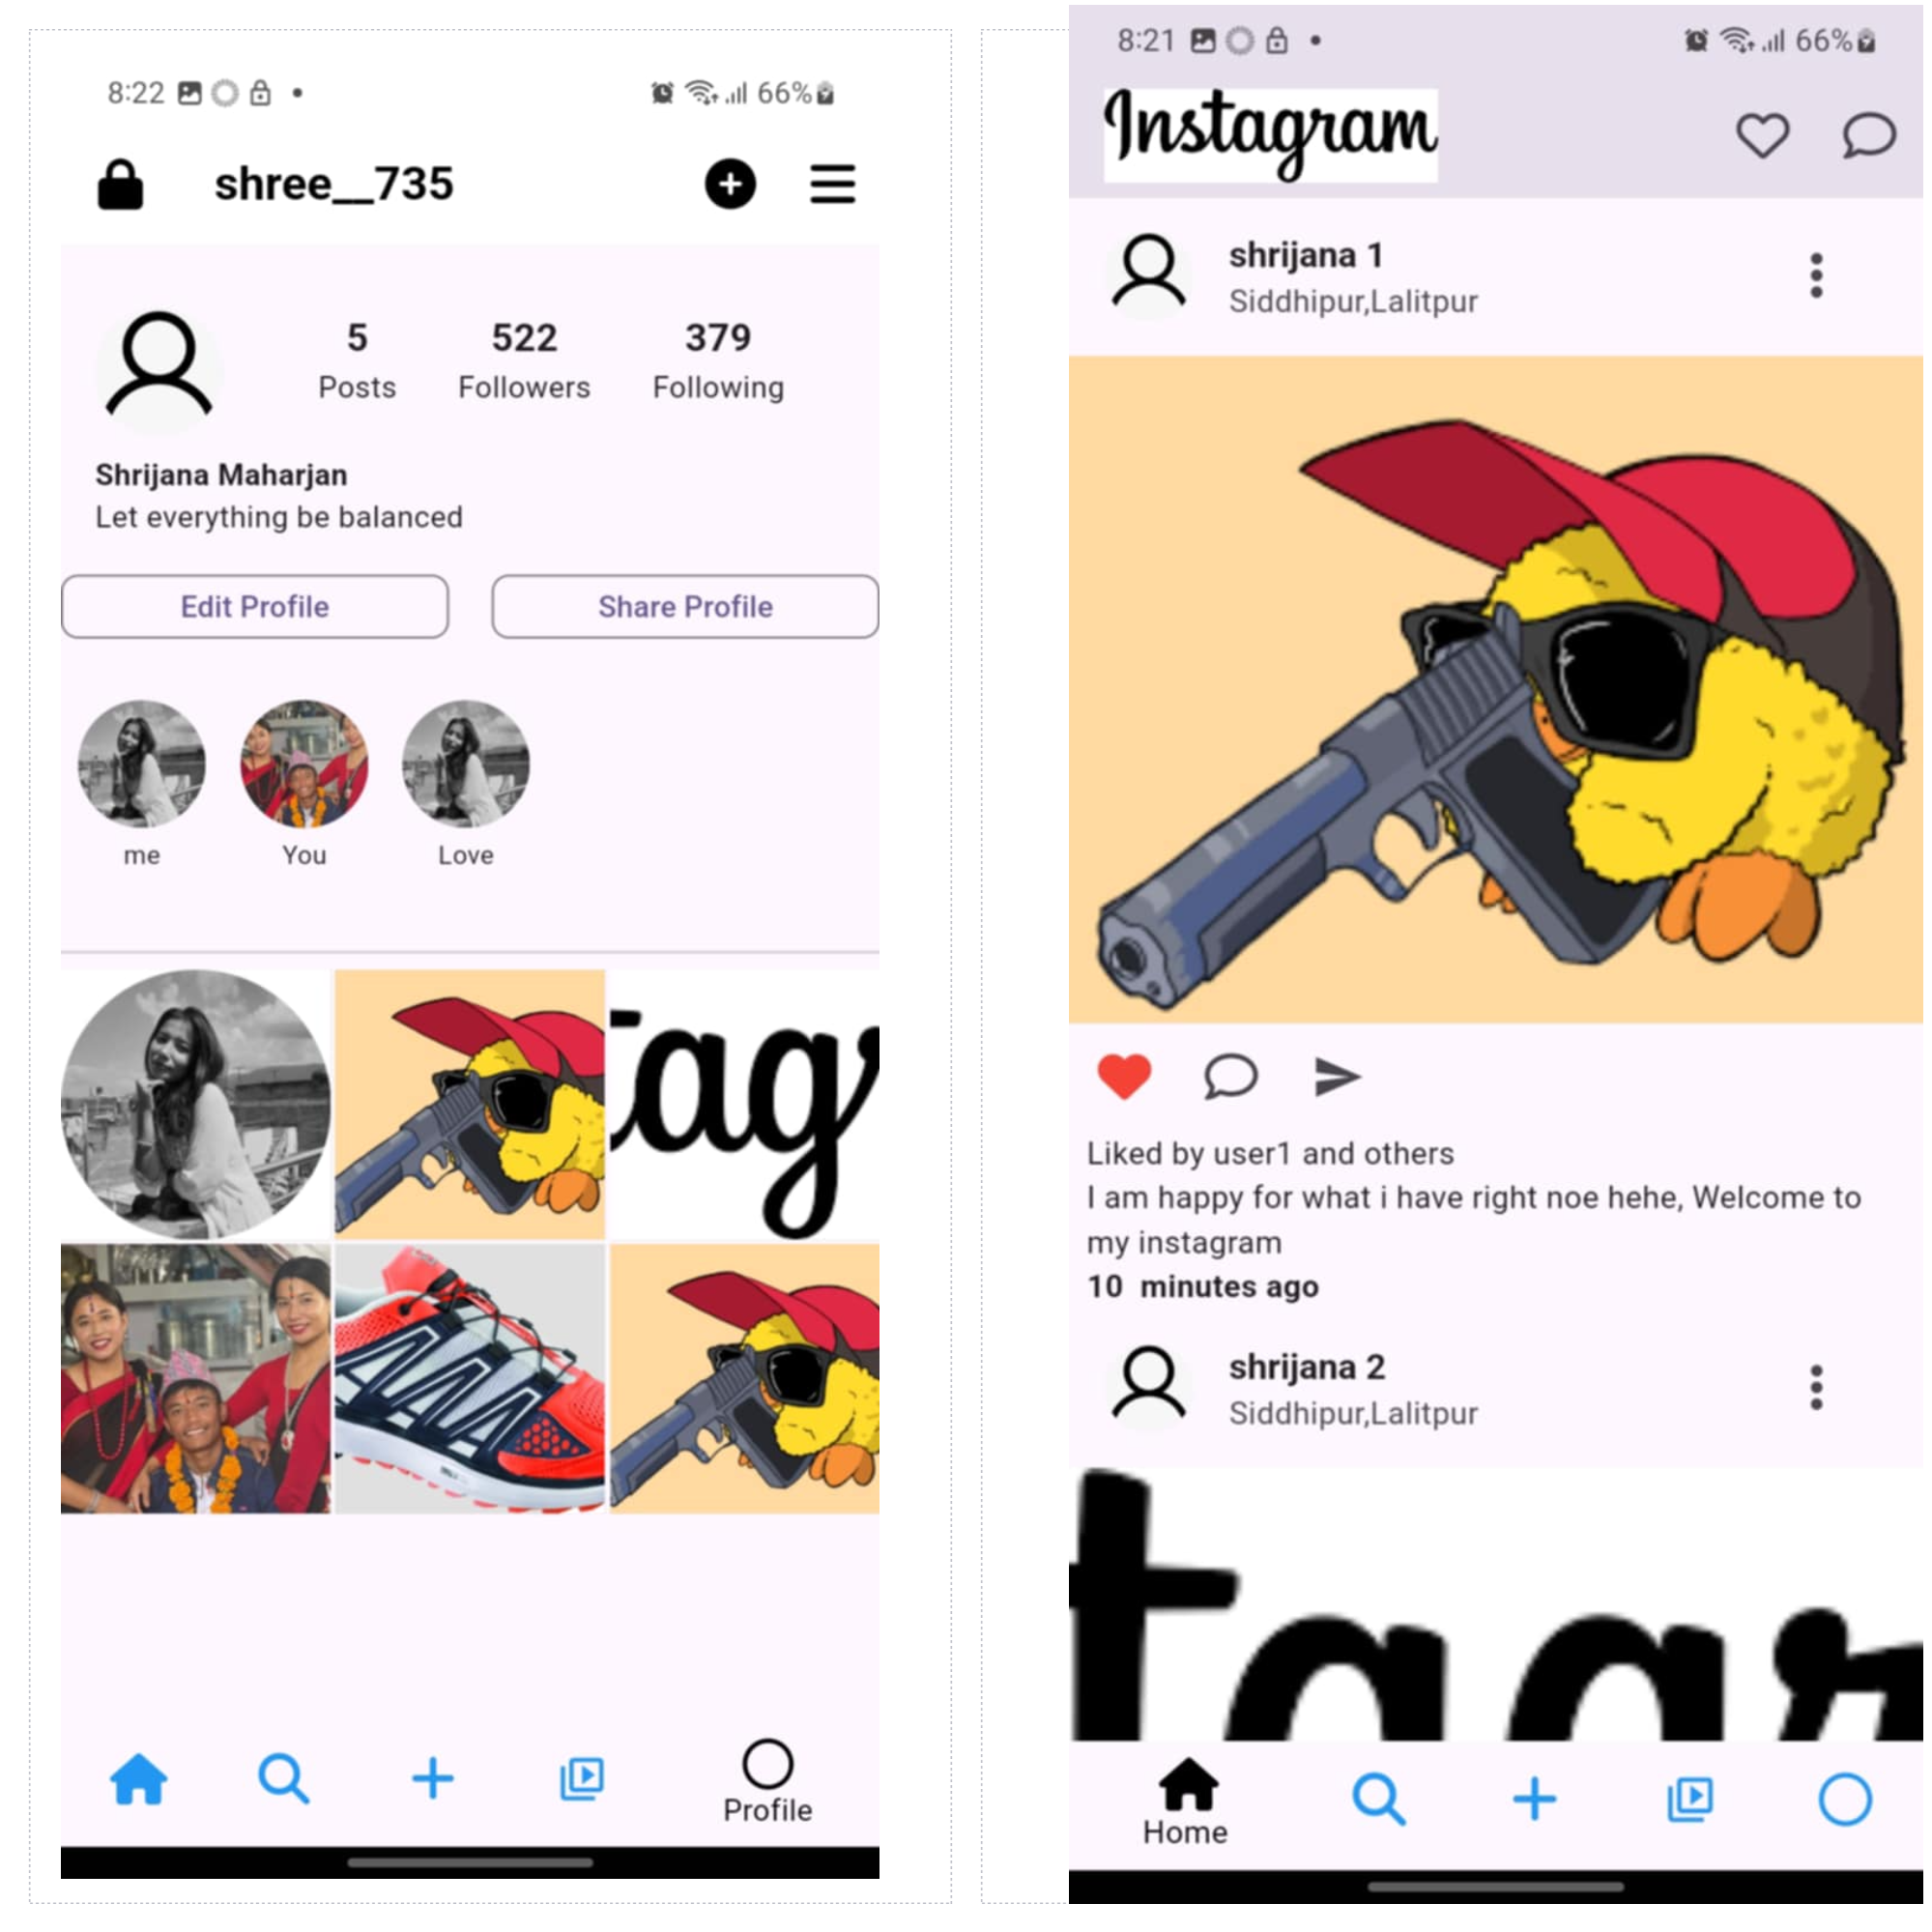 8:22
66%
shree__735
5
522
379
Posts
Followers
Following
Shrijana Maharjan
Let everything be balanced
Edit Profile
Share Profile
me
You
Love
tag
Profile
8:21
66%
Instagram
shrijana 1
Siddhipur,Lalitpur
Liked by user1 and others
I am happy for what i have right noe hehe, Welcome to
my instagram
10  minutes ago
shrijana 2
Siddhipur,Lalitpur
tagr
Home